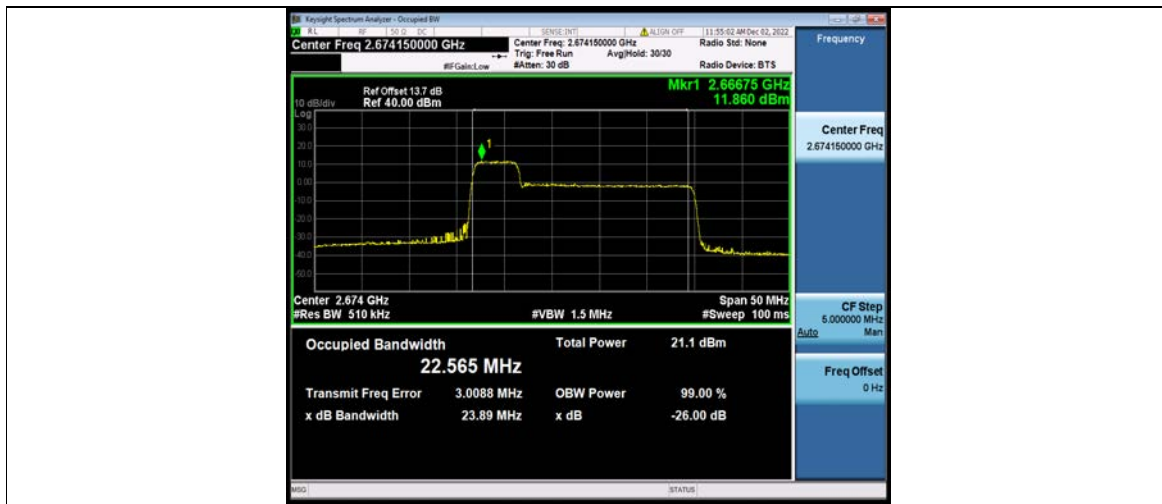 Keysight Spectrum Analyzer - Occupied BW
RL RF 50 Ω DC SENSE:INT ALIGN OFF 11:55:02 AM Dec 02, 2022
Center Freq 2.674150000 GHz
Center Freq: 2.674150000 GHz Radio Std: None
Trig: Free Run Avg|Hold: 30/30
#IFGain:Low #Atten: 30 dB Radio Device: BTS
Frequency
Mkr1 2.66675 GHz
11.860 dBm
Ref Offset 13.7 dB
10 dB/div Ref 40.00 dBm
Log
30.0
20.0
1
10.0
0.00
-10.0
-20.0
-30.0
-40.0
-50.0
Center 2.674 GHz Span 50 MHz
#Res BW 510 kHz #VBW 1.5 MHz #Sweep 100 ms
Occupied Bandwidth Total Power 21.1 dBm
22.565 MHz
Transmit Freq Error 3.0088 MHz OBW Power 99.00 %
x dB Bandwidth 23.89 MHz x dB -26.00 dB
Center Freq
2.674150000 GHz
CF Step
5.000000 MHz
Auto Man
Freq Offset
0 Hz
MSG STATUS